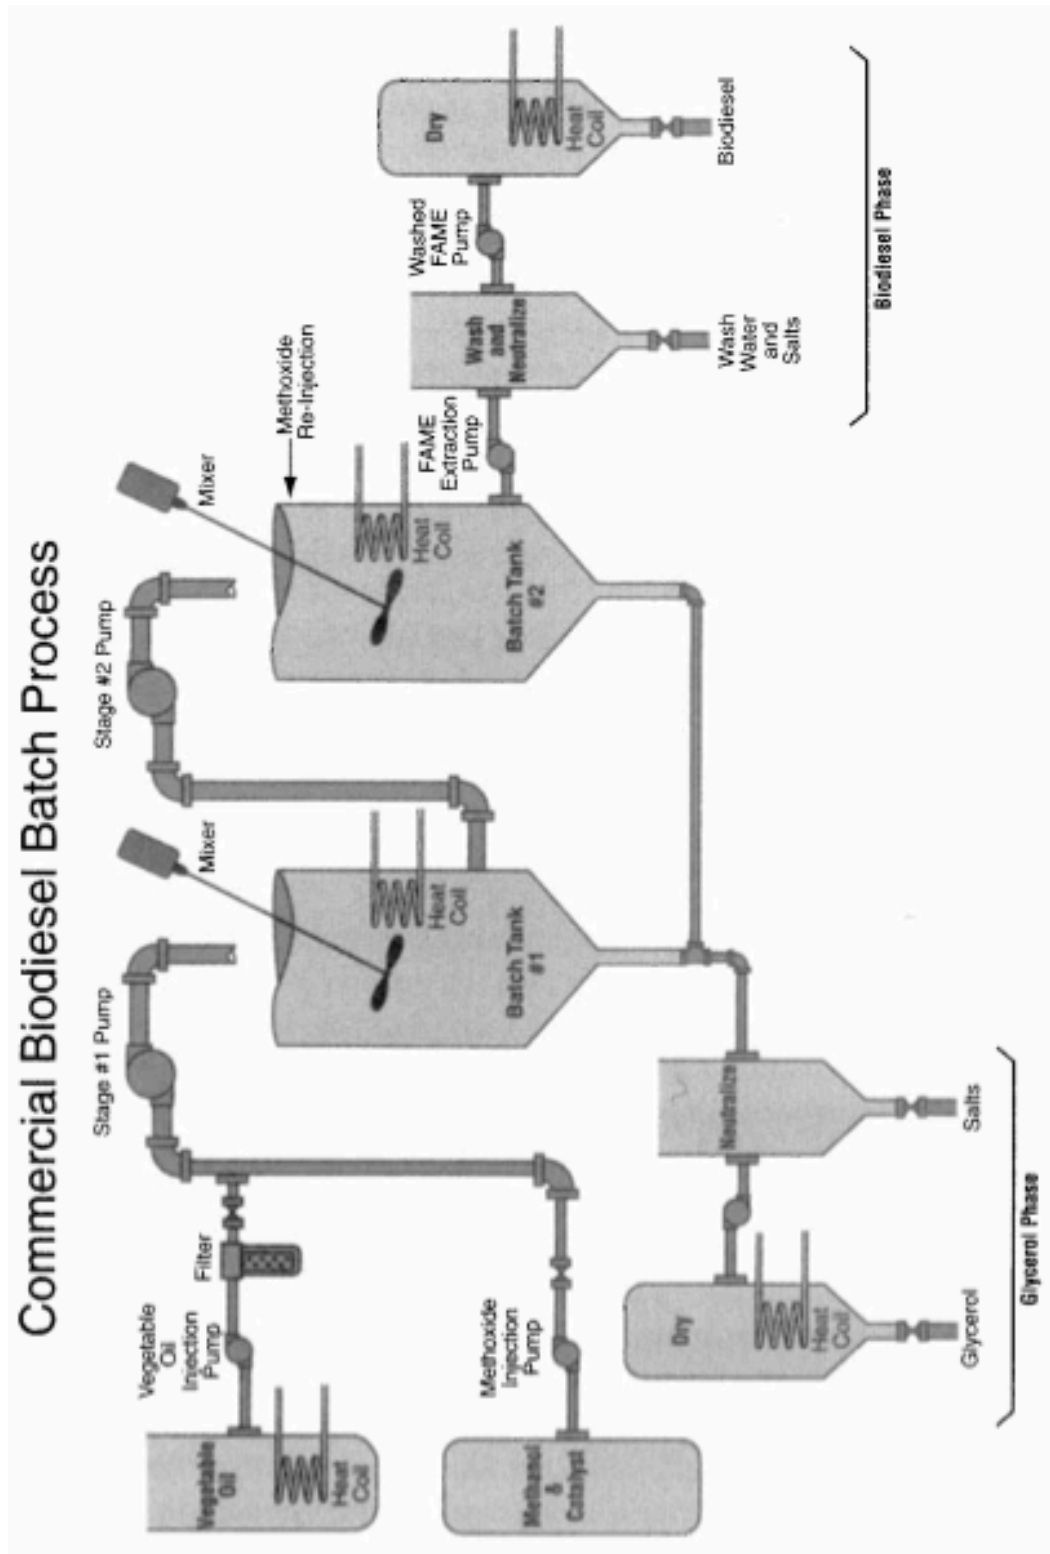 Commercial Biodiesel Batch Process
Stage #1 Pump
Stage #2 Pump
Mixer
Mixer
Methoxide
Re-Injection
Vegetable
Oil
Injection
Pump
Filter
Vegetable
Oil
Heat
Coil
Methoxide
Injection
Pump
Methanol
&
Catalyst
Heat
Coil
Batch Tank
#1
Heat
Coil
Batch Tank
#2
FAME
Extraction
Pump
Wash
and
Neutralize
Washed
FAME
Pump
Dry
Heat
Coil
Wash
Water
and
Salts
Biodiesel
Biodiesel Phase
Dry
Heat
Coil
Neutralize
Glycerol
Salts
Glycerol Phase